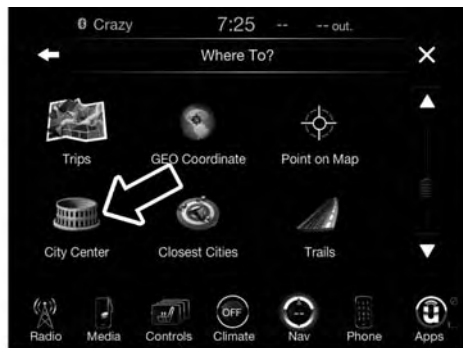 Crazy 7:25 -- -- out.
Where To?
Trips GEO Coordinate Point on Map
City Center Closest Cities Trails
OFF --
Radio Media Controls Climate Nav Phone Apps